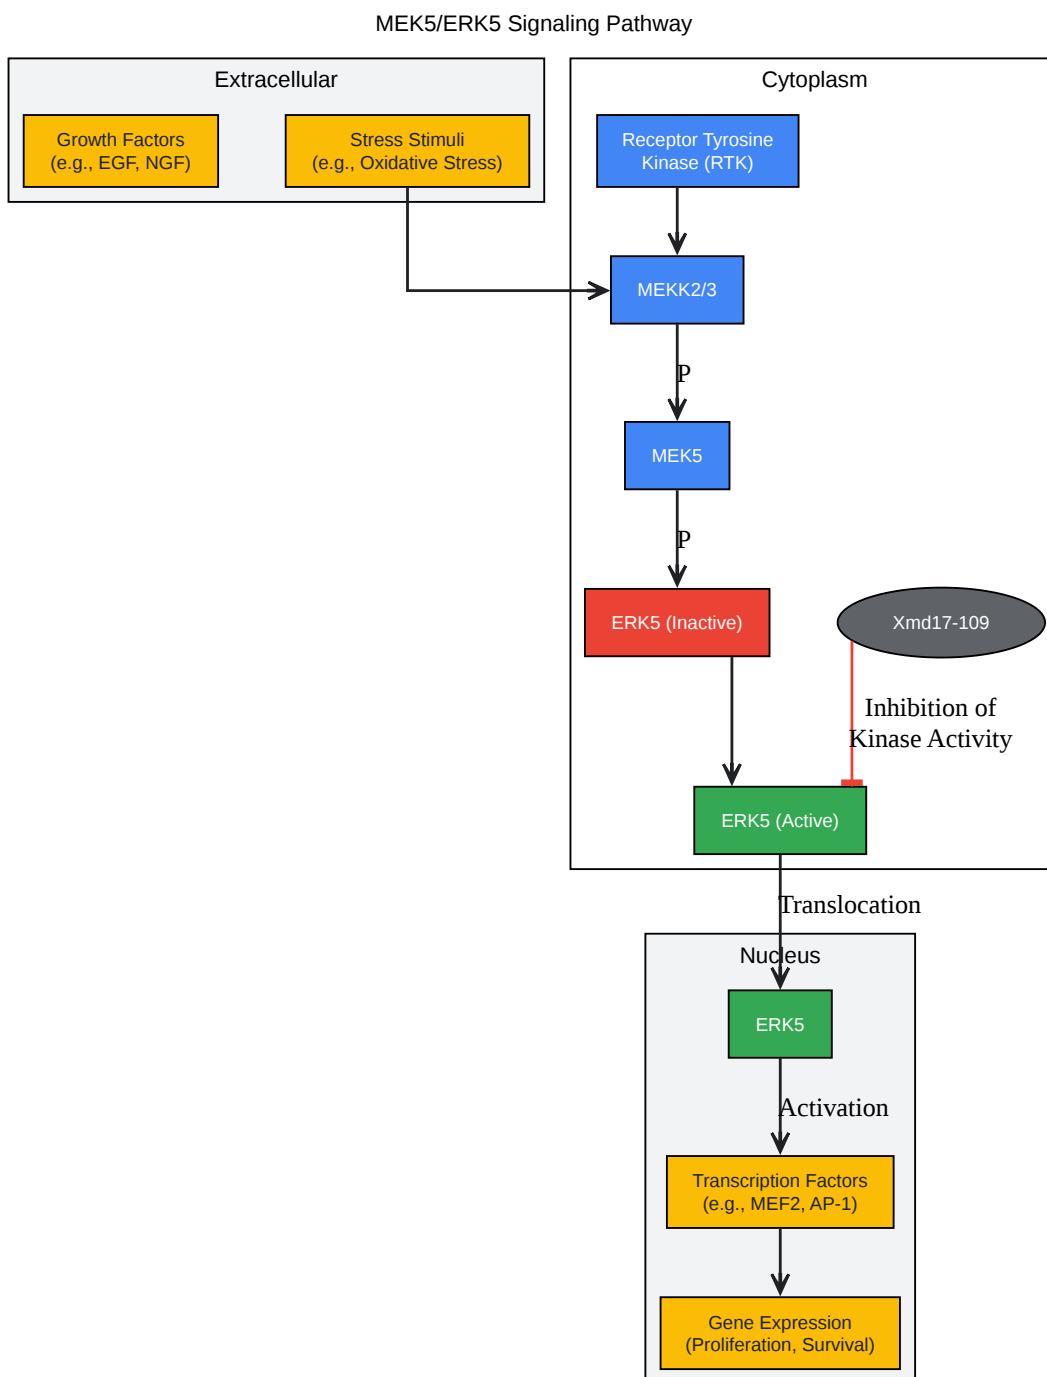 MEK5/ERK5 Signaling Pathway
Extracellular
Growth Factors
(e.g., EGF, NGF)
Stress Stimuli
(e.g., Oxidative Stress)
Cytoplasm
Receptor Tyrosine
Kinase (RTK)
MEKK2/3
P
MEK5
P
ERK5 (Inactive)
Xmd17-109
Inhibition of
Kinase Activity
ERK5 (Active)
Translocation
Nucleus
ERK5
Activation
Transcription Factors
(e.g., MEF2, AP-1)
Gene Expression
(Proliferation, Survival)